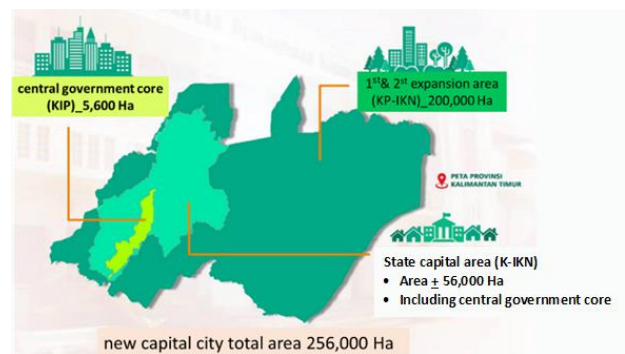 central government core
(KIP)_5,600 Ha
1st& 2st expansion area
(KP-IKN)_200,000 Ha
PETA PROVINSI
KALIMANTAN TIMUR
State capital area (K-IKN)
• Area ± 56,000 Ha
• Including central government core
new capital city total area 256,000 Ha